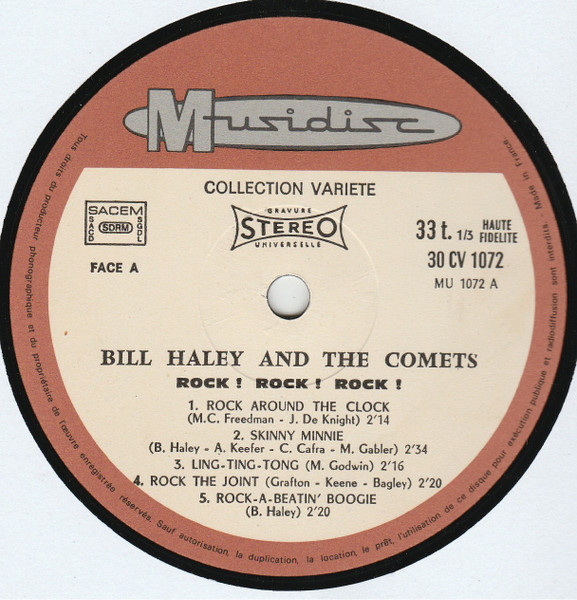 Musidisc
COLLECTION VARIETE
SACEM
SACD
SDRM
SGDL
GRAVURE
STEREO
UNIVERSELLE
33 t. 1/3 HAUTE FIDELITE
30 CV 1072
MU 1072 A
FACE A
BILL HALEY AND THE COMETS
ROCK ! ROCK ! ROCK !
1. ROCK AROUND THE CLOCK
(M.C. Freedman - J. De Knight) 2'14
2. SKINNY MINNIE
(B. Haley - A. Keefer - C. Cafra - M. Gabler) 2'34
3. LING-TING-TONG (M. Godwin) 2'16
4. ROCK THE JOINT (Grafton - Keene - Bagley) 2'20
5. ROCK-A-BEATIN' BOOGIE
(B. Haley) 2'20
Tous droits du producteur phonographique et du propriétaire de l'œuvre enregistrée réservés. Sauf autorisation, la duplication, la location, le prêt, l'utilisation de ce disque pour exécution publique et radiodiffusion sont interdits. Made in France.